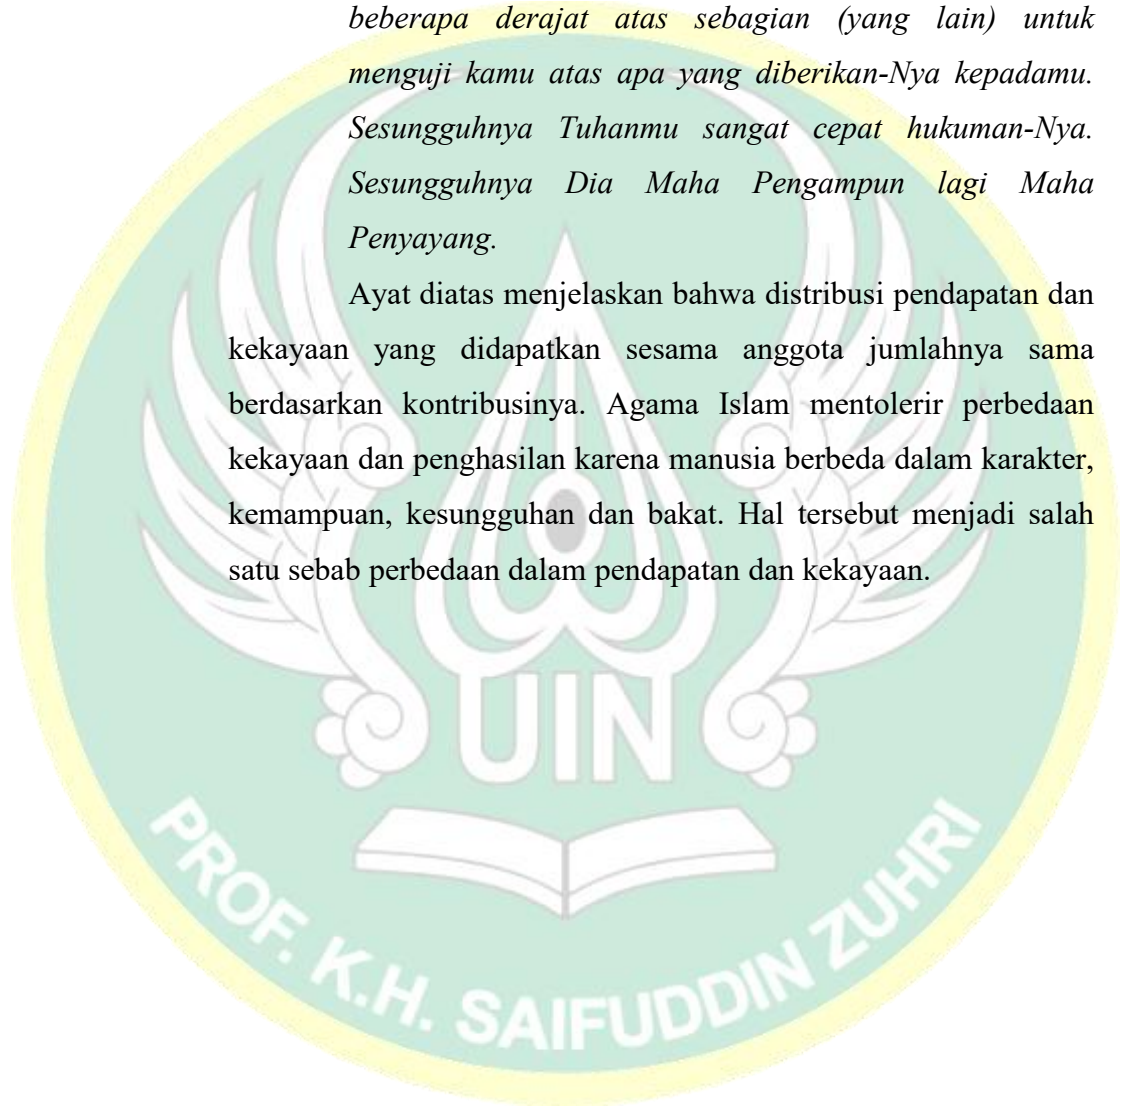 beberapa derajat atas sebagian (yang lain) untuk
menguji kamu atas apa yang diberikan-Nya kepadamu.
Sesungguhnya Tuhanmu sangat cepat hukuman-Nya.
Sesungguhnya Dia Maha Pengampun lagi Maha
Penyayang.
Ayat diatas menjelaskan bahwa distribusi pendapatan dan
kekayaan yang didapatkan sesama anggota jumlahnya sama
berdasarkan kontribusinya. Agama Islam mentolerir perbedaan
kekayaan dan penghasilan karena manusia berbeda dalam karakter,
kemampuan, kesungguhan dan bakat. Hal tersebut menjadi salah
satu sebab perbedaan dalam pendapatan dan kekayaan.
UIN
PROF. K.H. SAIFUDDIN ZUHRI